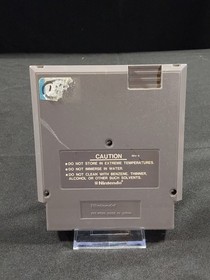 CAUTION
●DO NOT STORE IN EXTREME TEMPERATURES.
●DO NOT IMMERSE IN WATER.
●DO NOT CLEAN WITH BENZENE, THINNER,
ALCOHOL OR OTHER SUCH SOLVENTS.
Nintendo